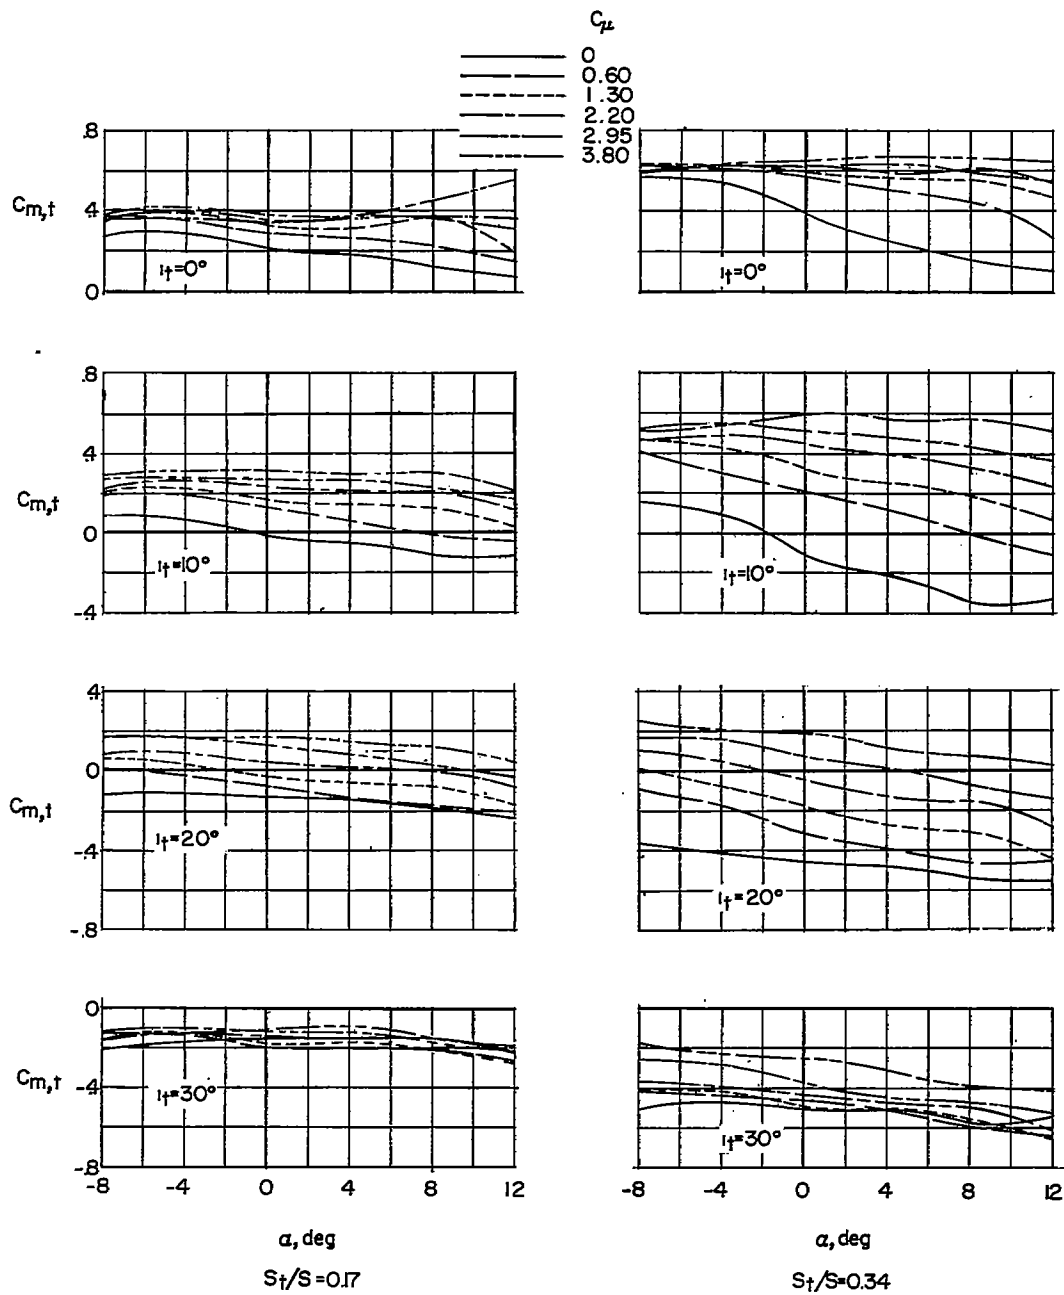 Cμ
0
0.60
1.30
2.20
2.95
3.80
.8
.4
0
Cm,t
it=0°
it=0°
.8
.4
0
-.4
Cm,t
it=10°
it=10°
.4
0
-.4
-.8
Cm,t
it=20°
it=20°
0
-.4
-.8
Cm,t
it=30°
it=30°
-8 -4 0 4 8 12
-8 -4 0 4 8 12
α, deg
α, deg
St/S=0.17
St/S=0.34